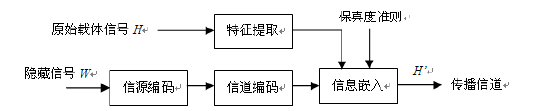 保真度准则
原始载体信号 H
特征提取
隐藏信号 W
信源编码
信道编码
信息嵌入
H'
传播信道